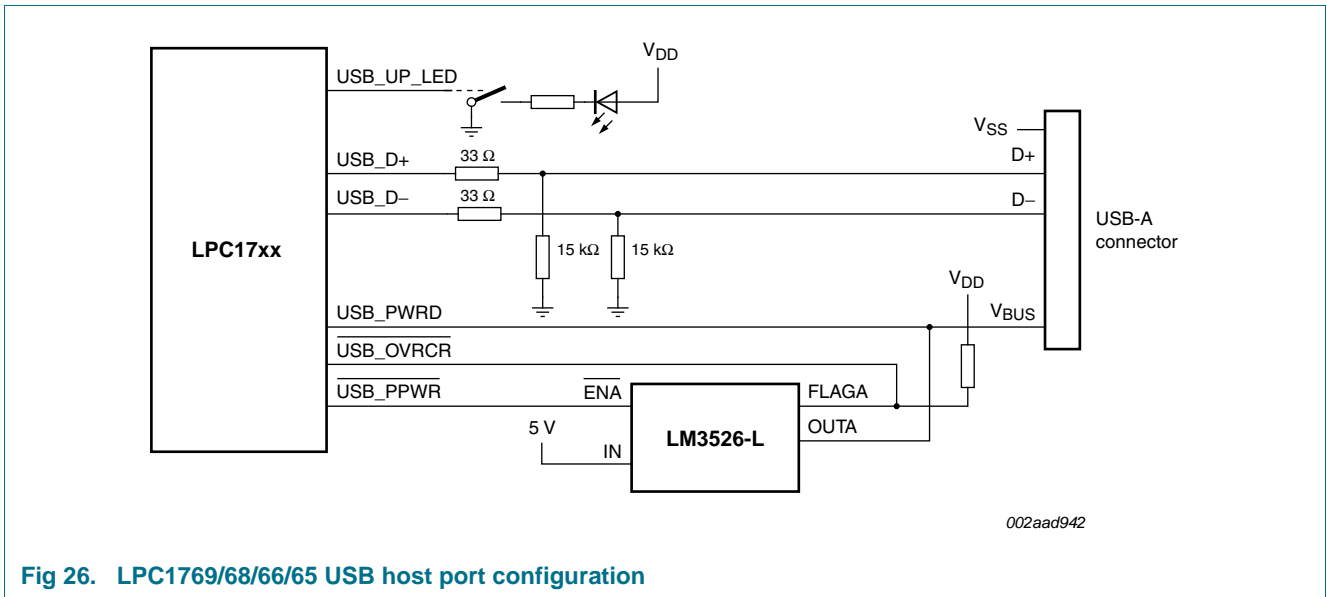 V_DD
USB_UP_LED
V_SS
USB_D+ 33 Ω D+
USB_D− 33 Ω D−
USB-A
connector
LPC17xx
15 kΩ 15 kΩ
V_DD
USB_PWRD V_BUS
USB_OVRCR
USB_PPWR ENA FLAGA
5 V OUTA
LM3526-L
IN
002aad942
Fig 26. LPC1769/68/66/65 USB host port configuration